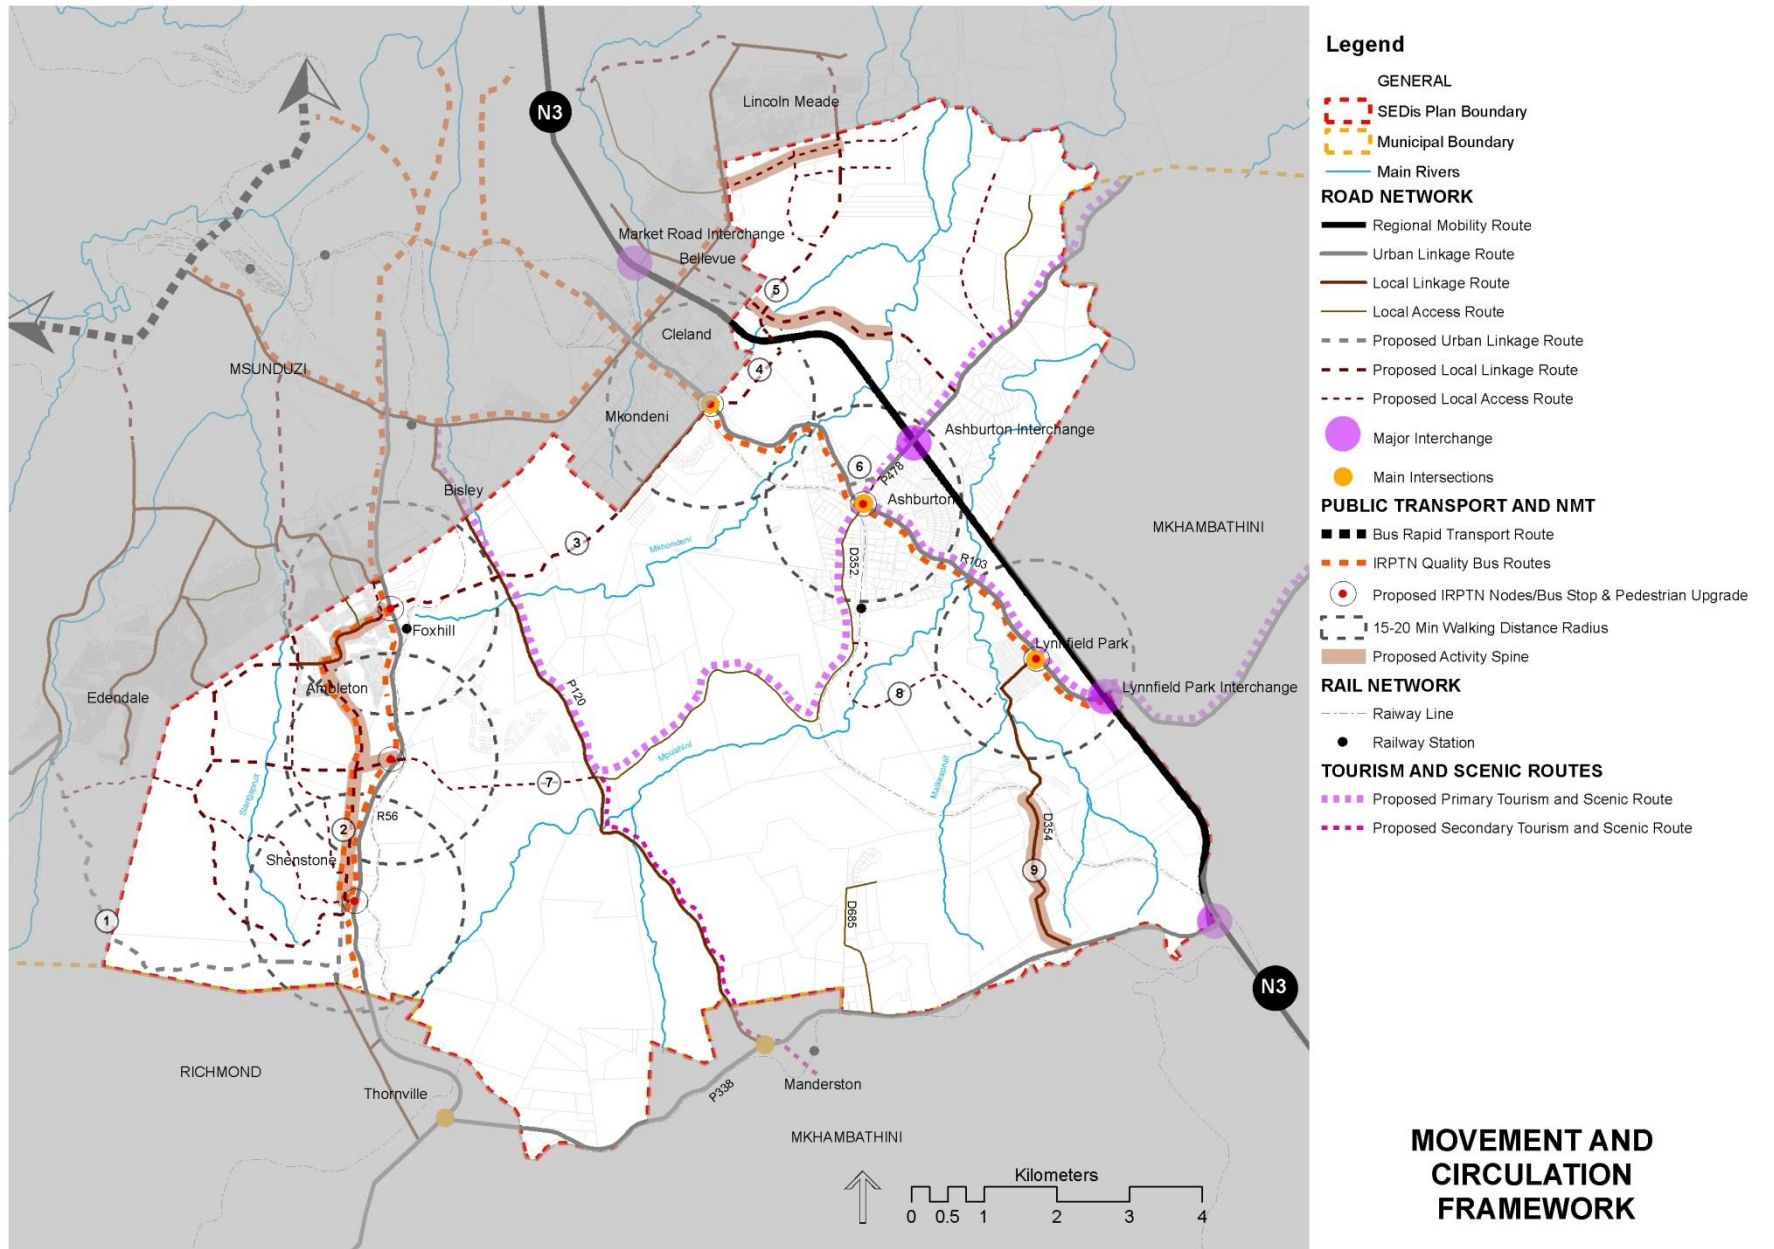 Lincoln Meade
N3
Market Road Interchange
Bellevue
5
Cleland
4
MSUNDUZI
Mkondeni
Ashburton Interchange
6
P478
Bisley
Ashburton
MKHAMBATHINI
3
Mkhondeni
D352
R103
Foxhill
Lynnfield Park
Ambleton
Edendale
P120
8
Lynnfield Park Interchange
Slangspruit
Mpushini
7
Malkespruit
R56
2
D354
Shenstone
9
1
D685
N3
RICHMOND
Thornville
P338
Manderston
MKHAMBATHINI
Kilometers
0 0.5 1 2 3 4
Legend
GENERAL
SEDis Plan Boundary
Municipal Boundary
Main Rivers
ROAD NETWORK
Regional Mobility Route
Urban Linkage Route
Local Linkage Route
Local Access Route
Proposed Urban Linkage Route
Proposed Local Linkage Route
Proposed Local Access Route
Major Interchange
Main Intersections
PUBLIC TRANSPORT AND NMT
Bus Rapid Transport Route
IRPTN Quality Bus Routes
Proposed IRPTN Nodes/Bus Stop & Pedestrian Upgrade
15-20 Min Walking Distance Radius
Proposed Activity Spine
RAIL NETWORK
Raiway Line
Railway Station
TOURISM AND SCENIC ROUTES
Proposed Primary Tourism and Scenic Route
Proposed Secondary Tourism and Scenic Route
MOVEMENT AND
CIRCULATION
FRAMEWORK